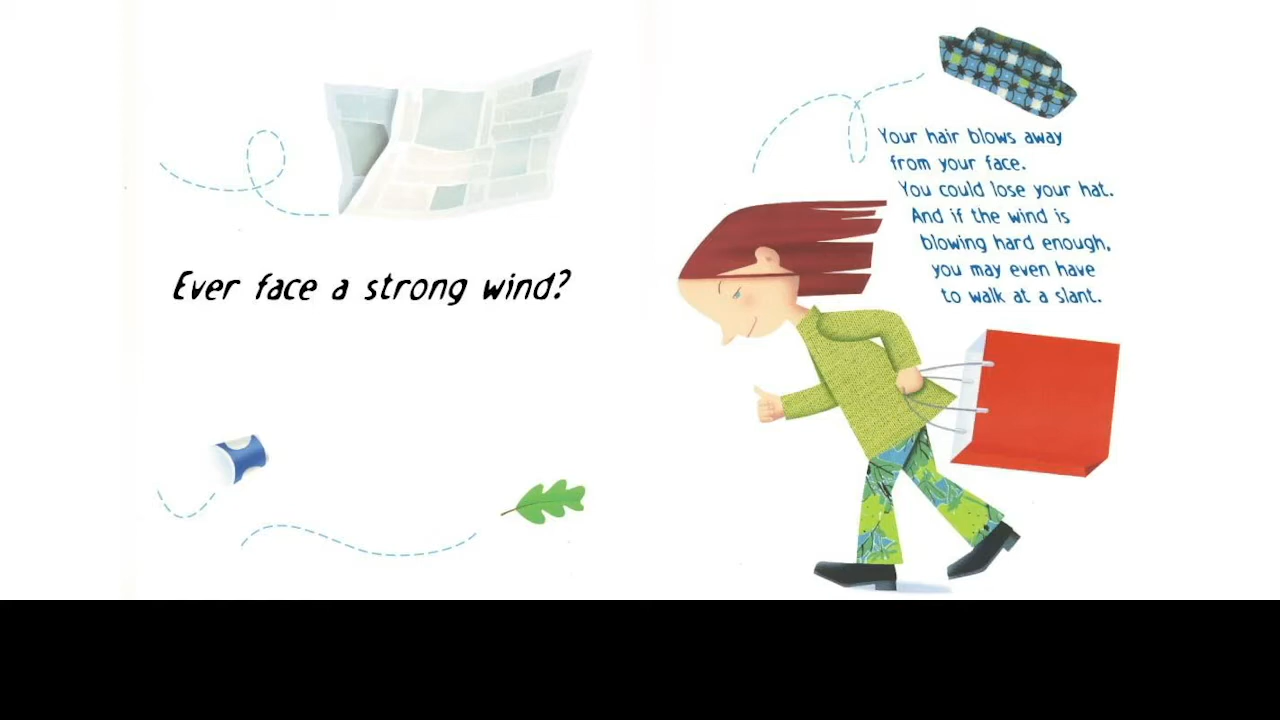 Ever face a strong wind?
Your hair blows away
from your face.
You could lose your hat.
And if the wind is
blowing hard enough,
you may even have
to walk at a slant.